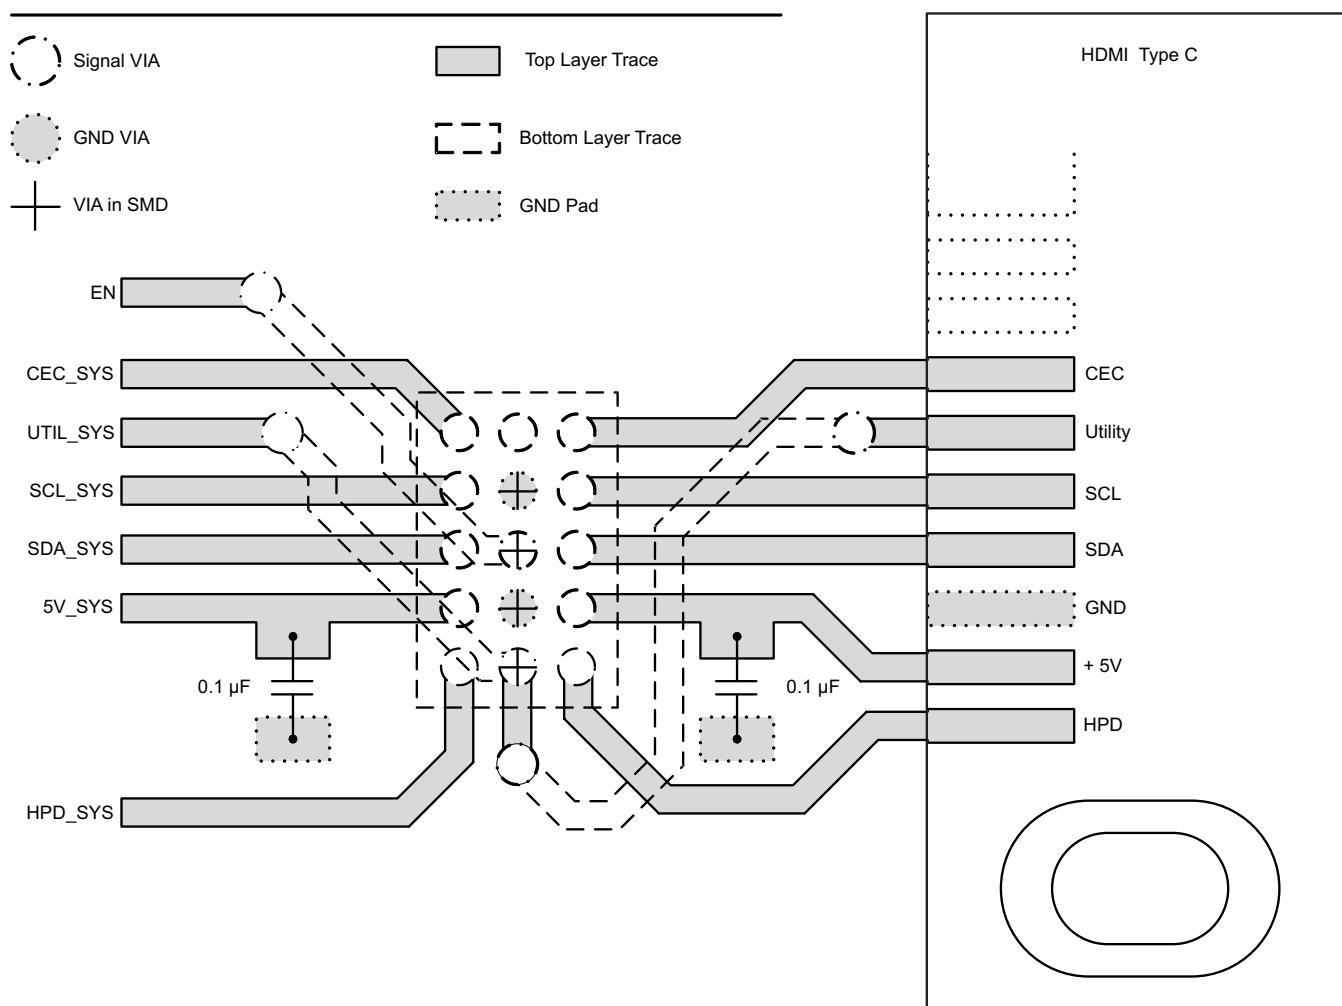 Signal VIA
Top Layer Trace
HDMI Type C
GND VIA
Bottom Layer Trace
VIA in SMD
GND Pad
EN
CEC_SYS
CEC
UTIL_SYS
Utility
SCL_SYS
SCL
SDA_SYS
SDA
5V_SYS
GND
+ 5V
0.1 µF
0.1 µF
HPD
HPD_SYS